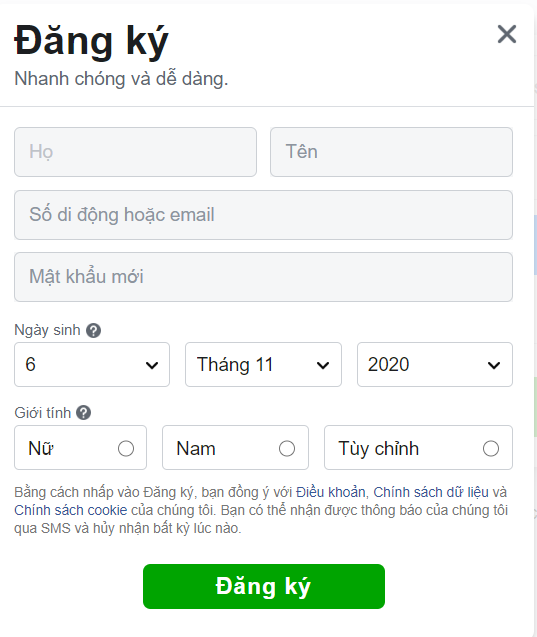 Đăng ký
Nhanh chóng và dễ dàng.
Họ Tên
Số di động hoặc email
Mật khẩu mới
Ngày sinh ?
6 Tháng 11 2020
Giới tính ?
Nữ Nam Tùy chỉnh
Bằng cách nhấp vào Đăng ký, bạn đồng ý với Điều khoản, Chính sách dữ liệu và
Chính sách cookie của chúng tôi. Bạn có thể nhận được thông báo của chúng tôi
qua SMS và hủy nhận bất kỳ lúc nào.
Đăng ký